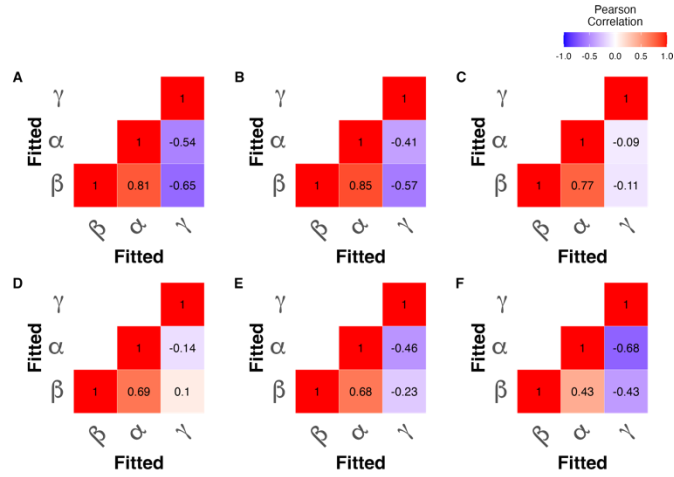 Pearson
Correlation
-1.0 -0.5 0.0 0.5 1.0
A B C
γ 1 γ 1 γ 1
Fitted α 1 -0.54 Fitted α 1 -0.41 Fitted α 1 -0.09
β 1 0.81 -0.65 β 1 0.85 -0.57 β 1 0.77 -0.11
β α γ β α γ β α γ
Fitted Fitted Fitted
D E F
γ 1 γ 1 γ 1
Fitted α 1 -0.14 Fitted α 1 -0.46 Fitted α 1 -0.68
β 1 0.69 0.1 β 1 0.68 -0.23 β 1 0.43 -0.43
β α γ β α γ β α γ
Fitted Fitted Fitted